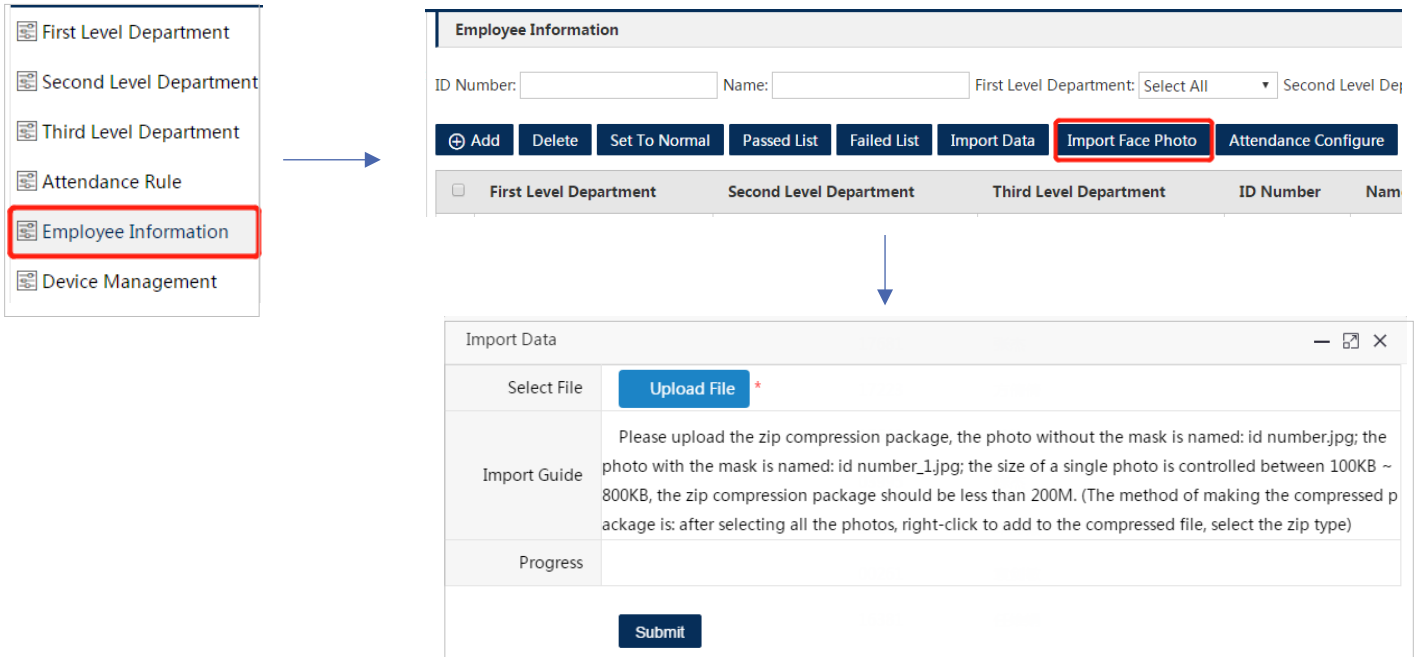 First Level Department
Second Level Department
Third Level Department
Attendance Rule
Employee Information
Device Management
Employee Information
ID Number: Name: First Level Department: Select All Second Level Dep
Add Delete Set To Normal Passed List Failed List Import Data Import Face Photo Attendance Configure
First Level Department Second Level Department Third Level Department ID Number Nam
Import Data
Select File Upload File *
Import Guide
Please upload the zip compression package, the photo without the mask is named: id number.jpg; the
photo with the mask is named: id number_1.jpg; the size of a single photo is controlled between 100KB ~
800KB, the zip compression package should be less than 200M. (The method of making the compressed p
ackage is: after selecting all the photos, right-click to add to the compressed file, select the zip type)
Progress
Submit